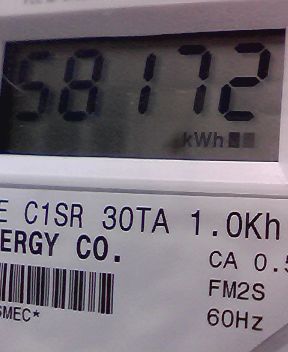 58172
kWh
E C1SR 30TA 1.0Kh
ERGY CO.
CA 0.5
FM2S
60Hz
SMEC*